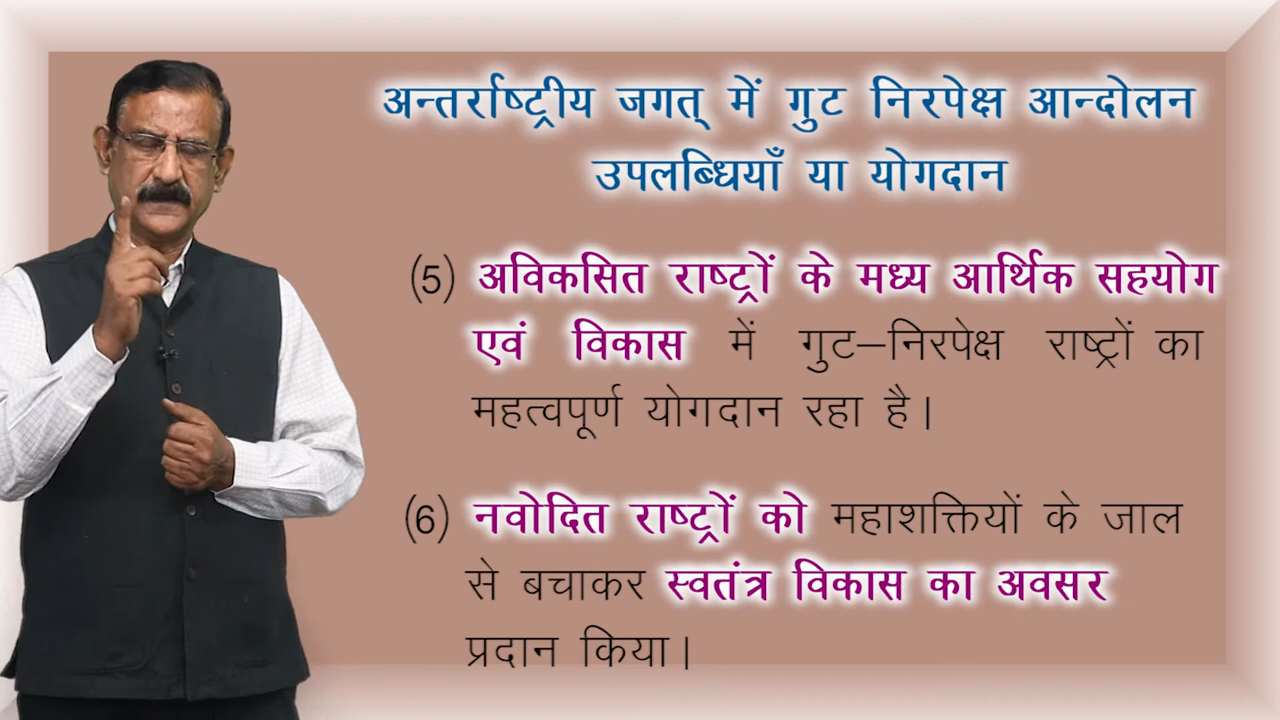 अन्तर्राष्ट्रीय जगत् में गुट निरपेक्ष आन्दोलन
उपलब्धियाँ या योगदान
(5) अविकसित राष्ट्रों के मध्य आर्थिक सहयोग
एवं विकास में गुट–निरपेक्ष राष्ट्रों का
महत्वपूर्ण योगदान रहा है।
(6) नवोदित राष्ट्रों को महाशक्तियों के जाल
से बचाकर स्वतंत्र विकास का अवसर
प्रदान किया।